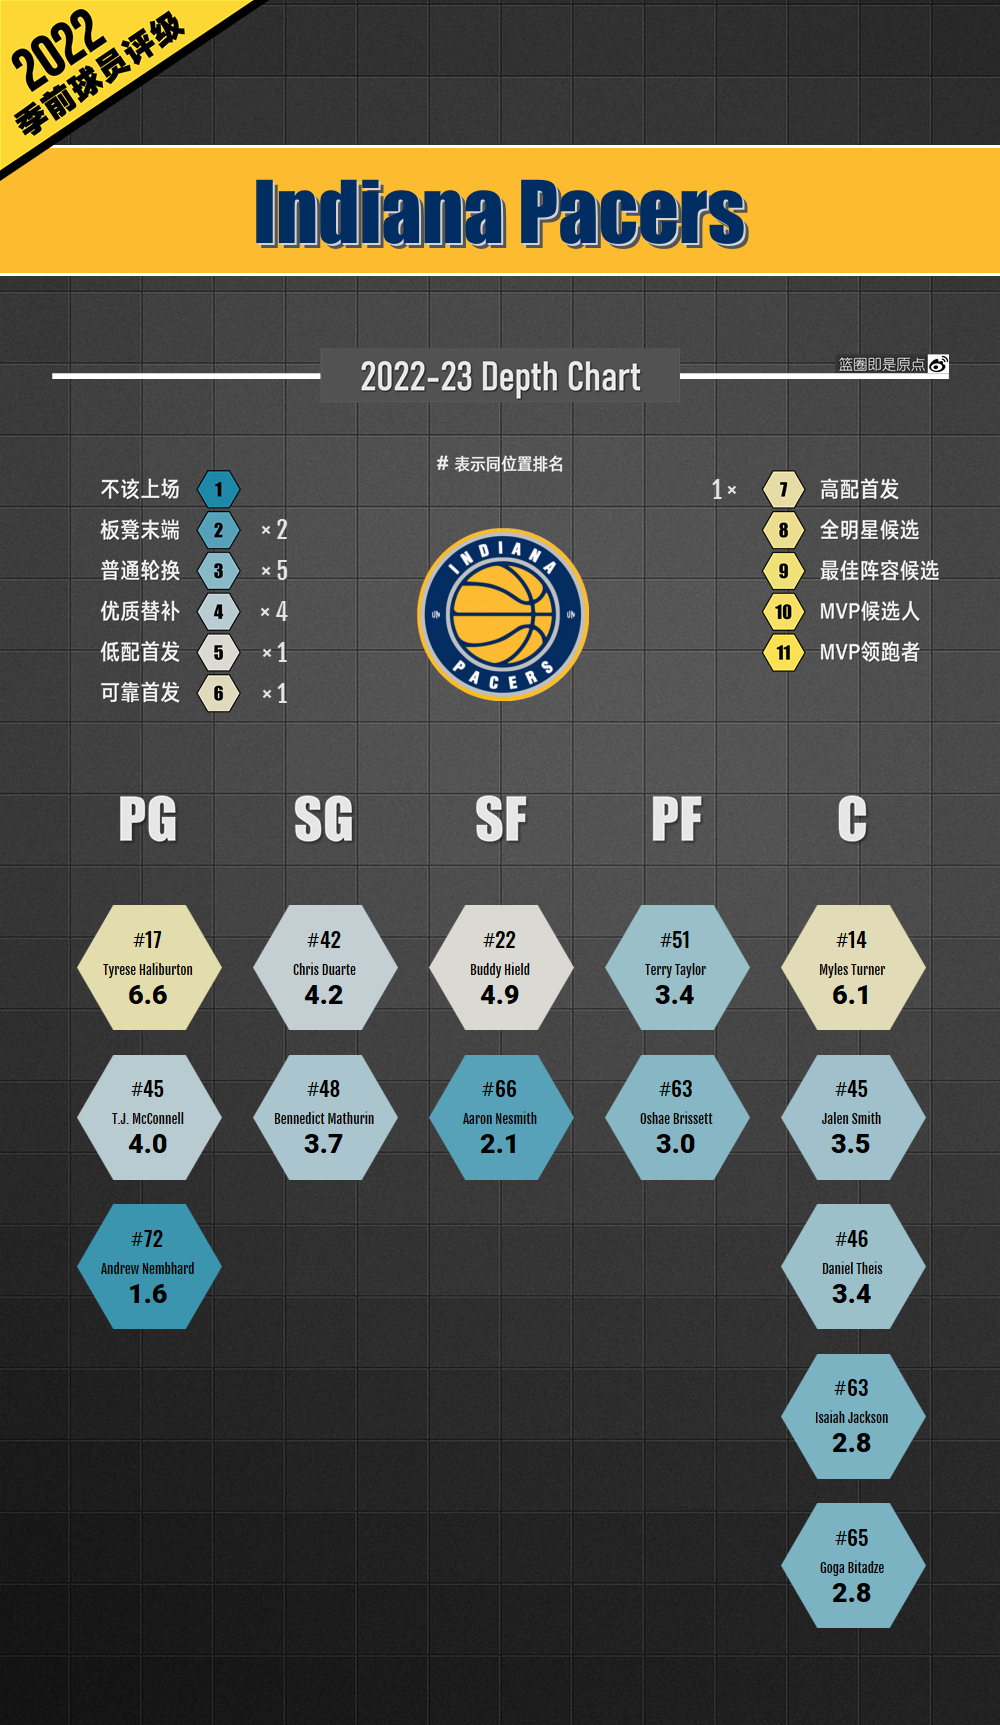 2022
季前球员评级
Indiana Pacers
2022-23 Depth Chart
篮圈即是原点
# 表示同位置排名
不该上场 1
板凳末端 2 × 2
普通轮换 3 × 5
优质替补 4 × 4
低配首发 5 × 1
可靠首发 6 × 1
1 × 7 高配首发
8 全明星候选
9 最佳阵容候选
10 MVP候选人
11 MVP领跑者
INDIANA
PACERS
PG SG SF PF C
#17
Tyrese Haliburton
6.6
#42
Chris Duarte
4.2
#22
Buddy Hield
4.9
#51
Terry Taylor
3.4
#14
Myles Turner
6.1
#45
T.J. McConnell
4.0
#48
Bennedict Mathurin
3.7
#66
Aaron Nesmith
2.1
#63
Oshae Brissett
3.0
#45
Jalen Smith
3.5
#72
Andrew Nembhard
1.6
#46
Daniel Theis
3.4
#63
Isaiah Jackson
2.8
#65
Goga Bitadze
2.8